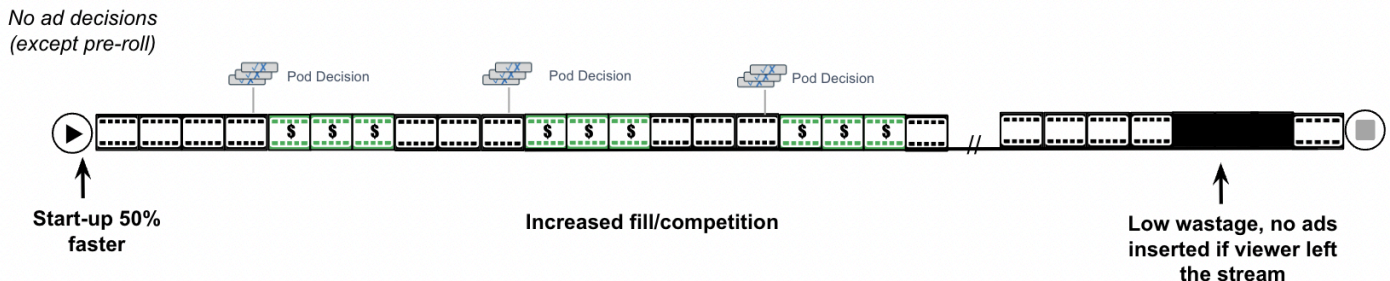 No ad decisions
(except pre-roll)
Pod Decision
Pod Decision
Pod Decision
$ $ $
$ $ $
$ $ $
//
Start-up 50%
faster
Increased fill/competition
Low wastage, no ads
inserted if viewer left
the stream